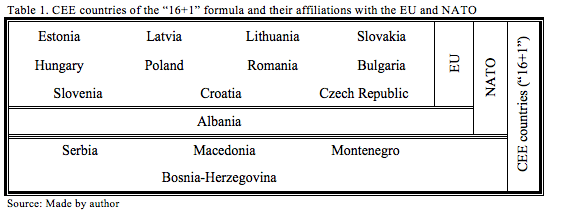 Table 1. CEE countries of the “16+1” formula and their affiliations with the EU and NATO
Estonia Latvia Lithuania Slovakia
Hungary Poland Romania Bulgaria
Slovenia Croatia Czech Republic
EU
NATO
CEE countries (“16+1”)
Albania
Serbia Macedonia Montenegro
Bosnia-Herzegovina
Source: Made by author